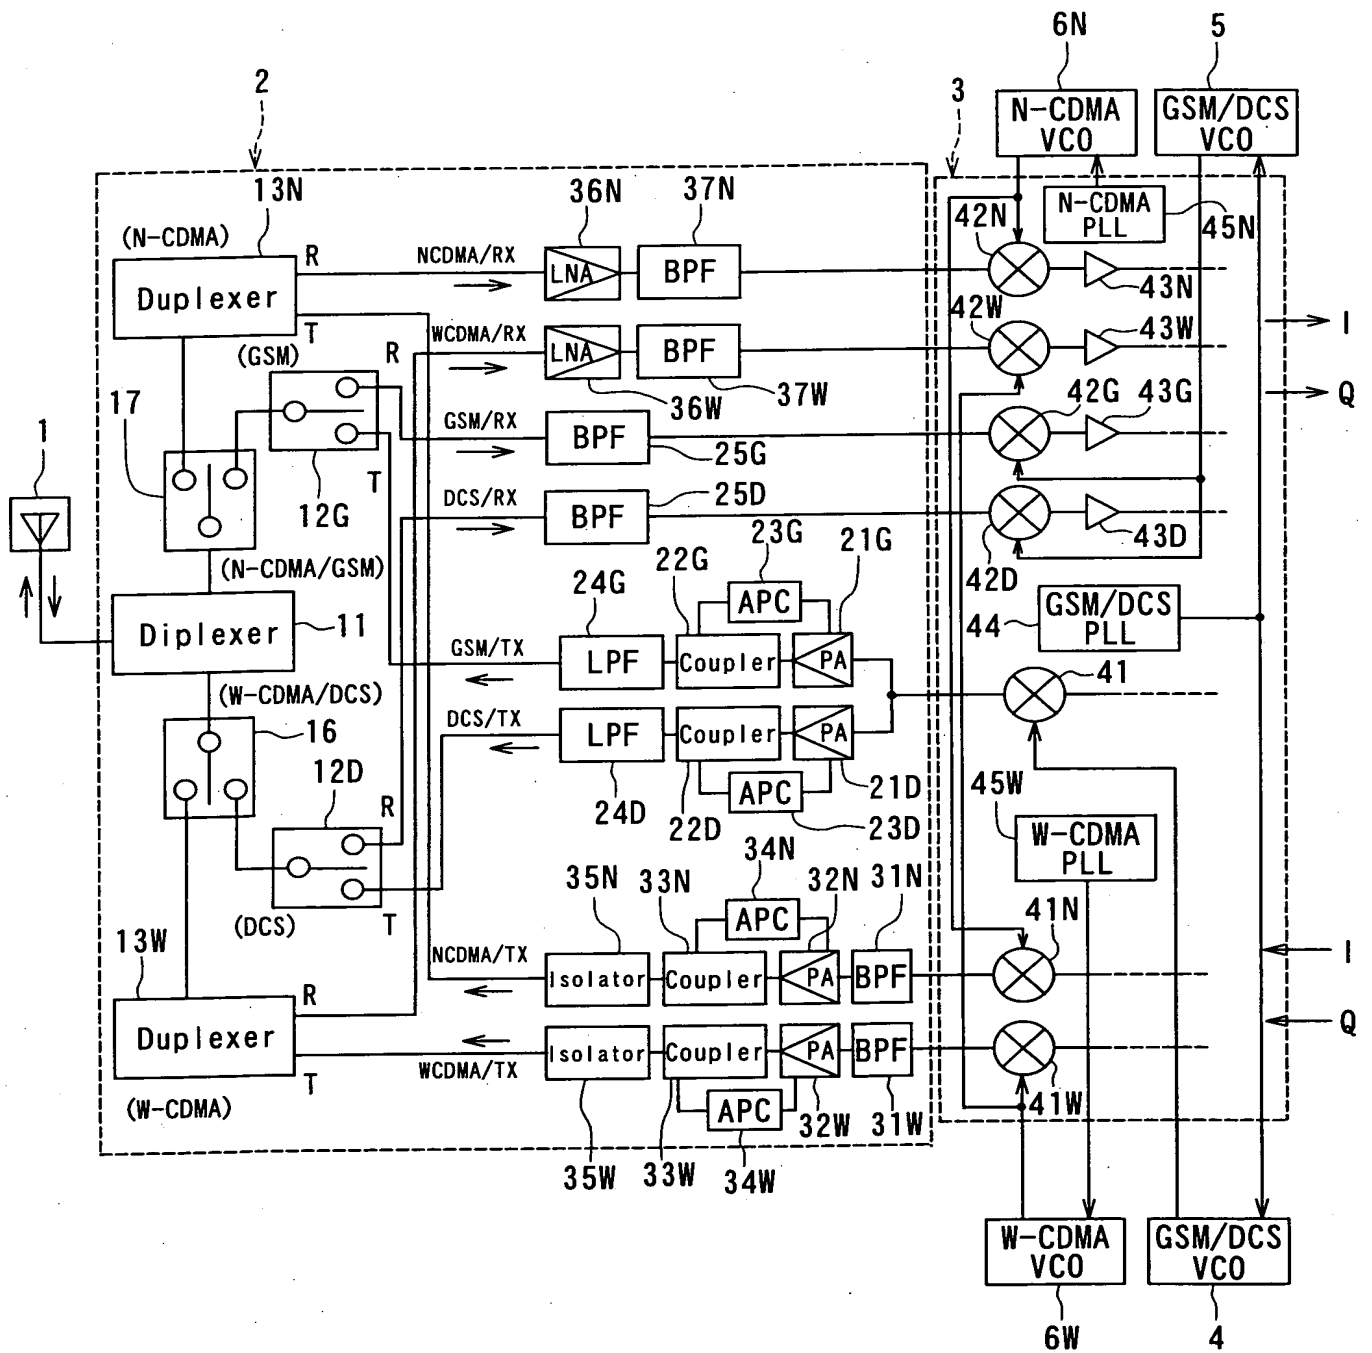 6N
5
2
3
N-CDMA
VCO
GSM/DCS
VCO
13N
36N
37N
42N
N-CDMA
PLL
45N
(N-CDMA)
R
NCDMA/RX
LNA
BPF
43N
Duplexer
T
WCDMA/RX
42W
43W
I
(GSM)
R
LNA
BPF
17
36W
37W
42G
43G
Q
GSM/RX
BPF
25G
1
T
12G
DCS/RX
25D
BPF
23G
21G
42D
43D
(N-CDMA/GSM)
22G
24G
APC
GSM/DCS
PLL
44
Diplexer
11
GSM/TX
LPF
Coupler
PA
41
(W-CDMA/DCS)
16
DCS/TX
LPF
Coupler
PA
12D
R
24D
22D
APC
21D
23D
45W
W-CDMA
PLL
34N
35N
33N
32N
31N
APC
(DCS)
T
13W
NCDMA/TX
41N
I
Isolator
Coupler
PA
BPF
R
Duplexer
Isolator
Coupler
PA
BPF
Q
T
WCDMA/TX
(W-CDMA)
APC
32W
31W
41W
35W
33W
34W
W-CDMA
VCO
GSM/DCS
VCO
6W
4